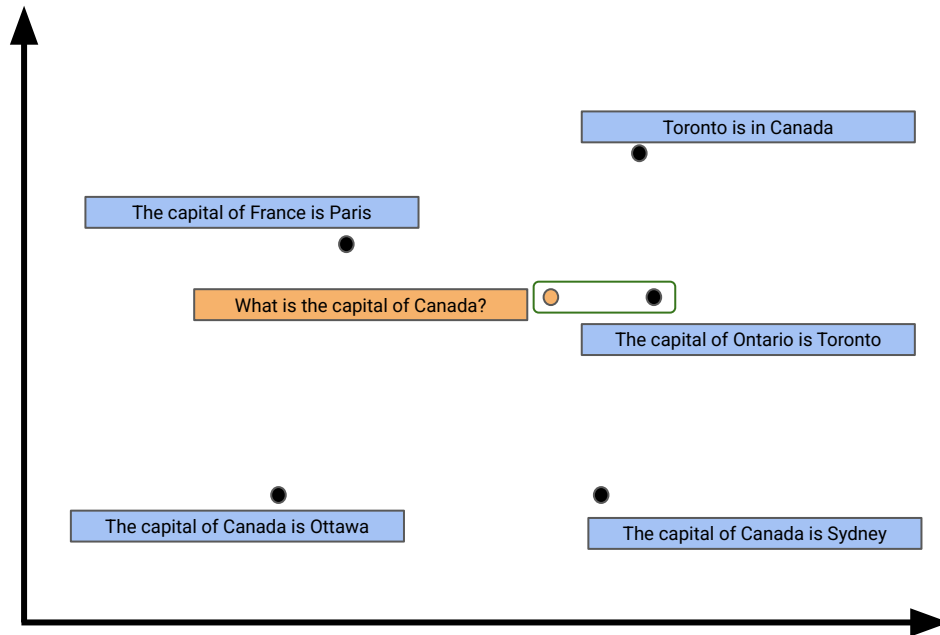 Toronto is in Canada
The capital of France is Paris
What is the capital of Canada?
The capital of Ontario is Toronto
The capital of Canada is Ottawa
The capital of Canada is Sydney